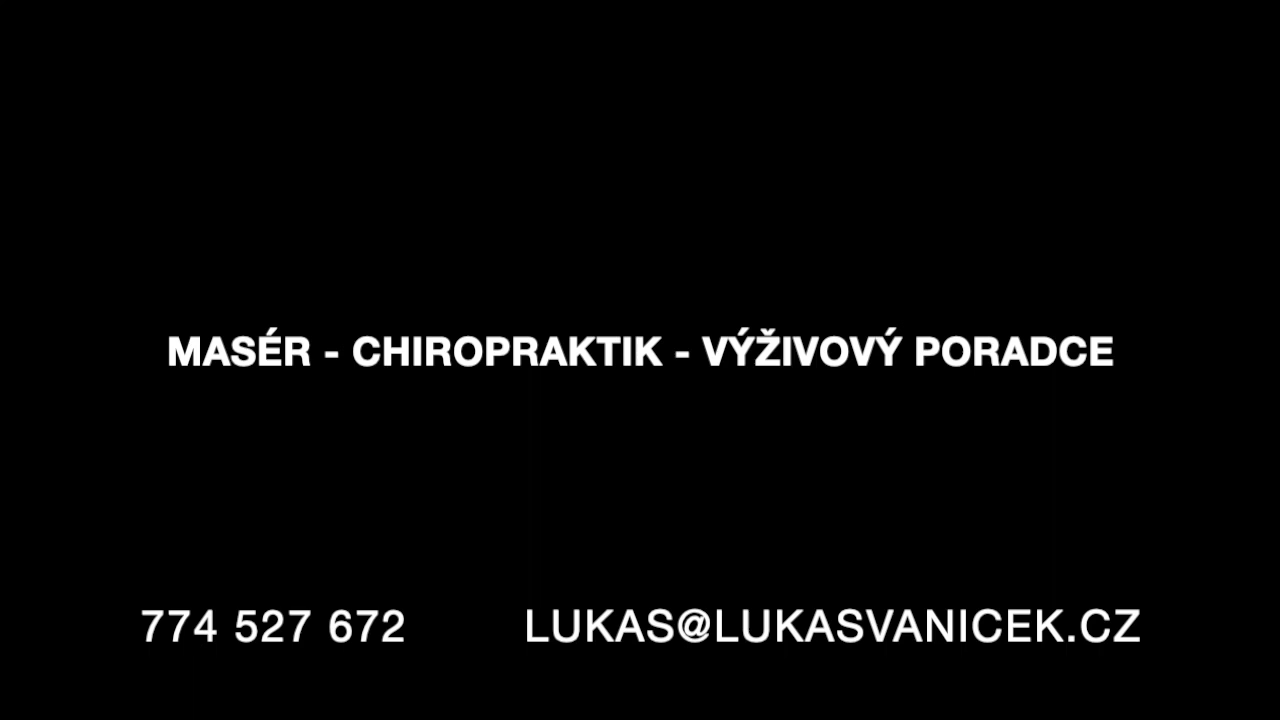 MASÉR - CHIROPRAKTIK - VÝŽIVOVÝ PORADCE
774 527 672 LUKAS@LUKASVANICEK.CZ